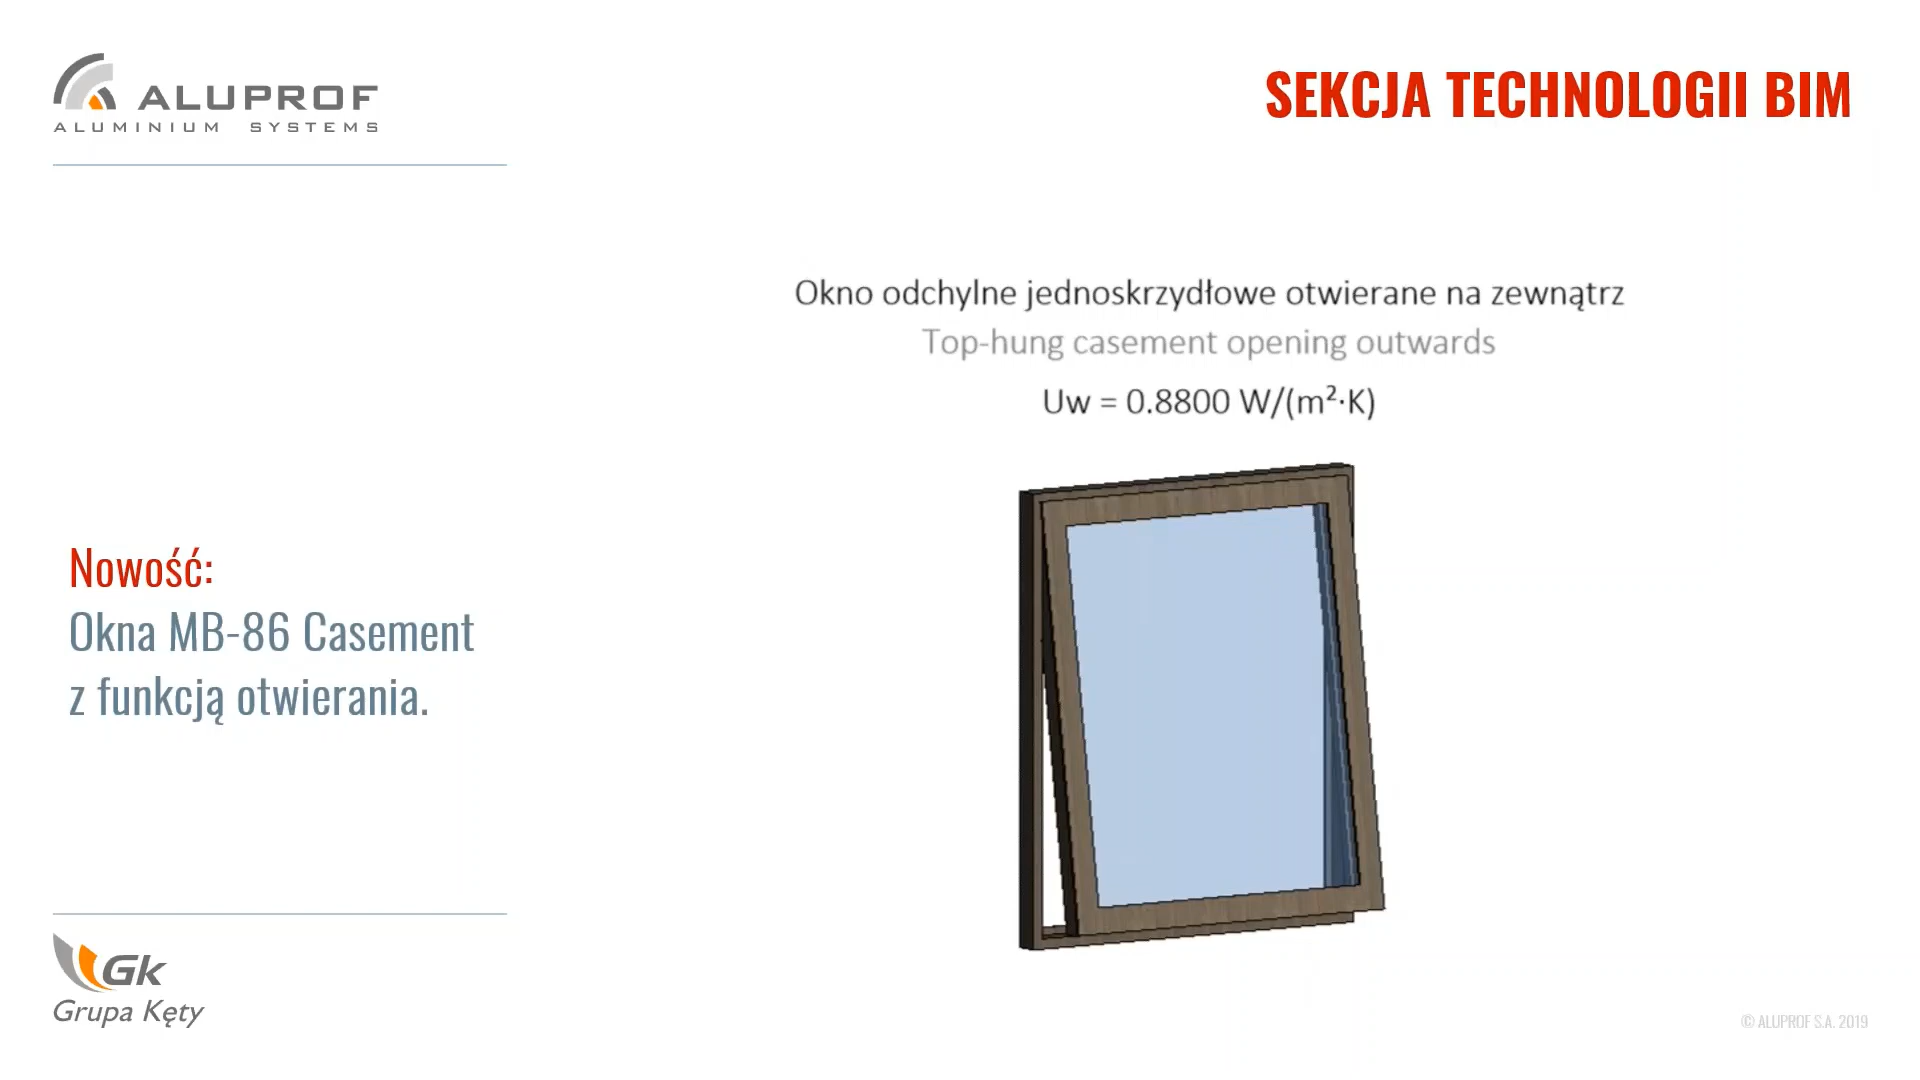 ALUPROF
ALUMINIUM SYSTEMS
SEKCJA TECHNOLOGII BIM
Okno odchylne jednoskrzydłowe otwierane na zewnątrz
Top-hung casement opening outwards
Uw = 0.8800 W/(m²·K)
Nowość:
Okna MB-86 Casement
z funkcją otwierania.
Gk
Grupa Kęty
© ALUPROF S.A. 2019